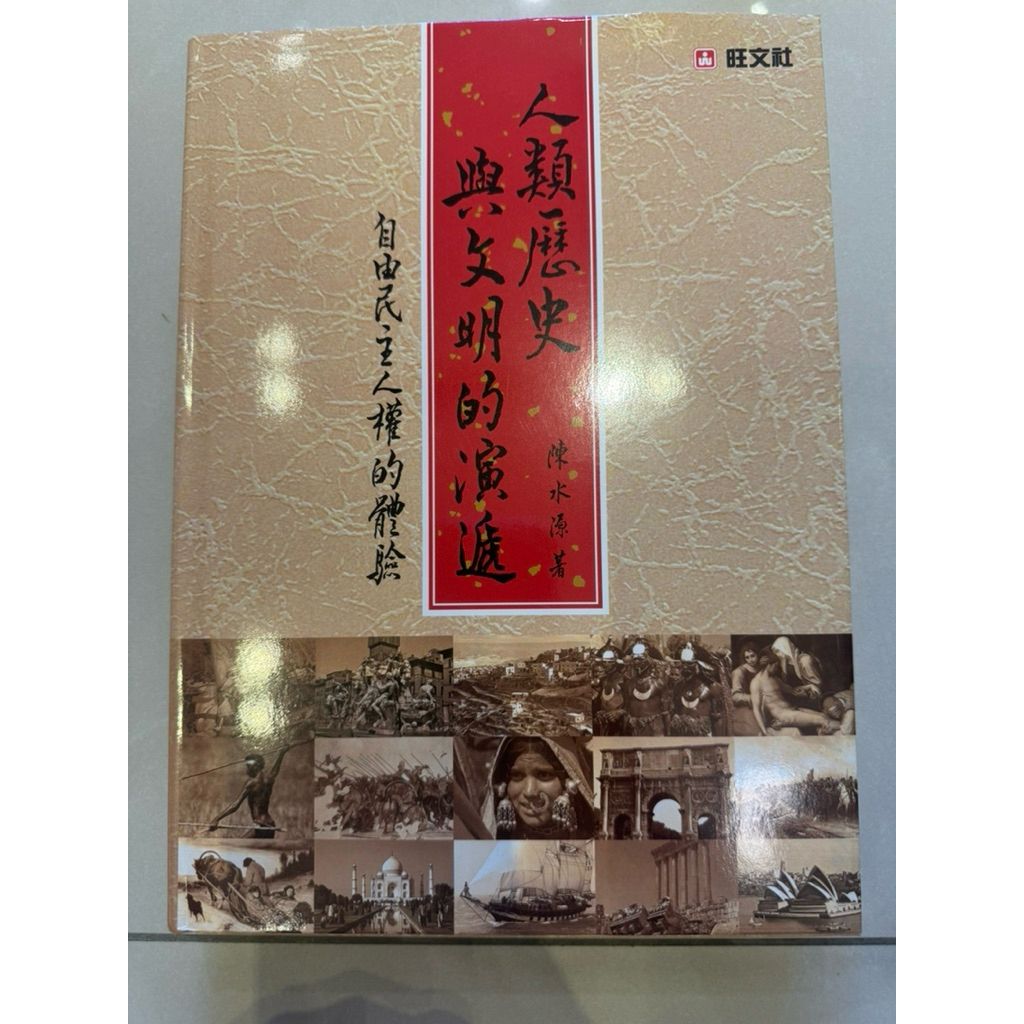 旺文社
人類歷史
與文明的演遞
陳水源著
自由民主人權的體驗